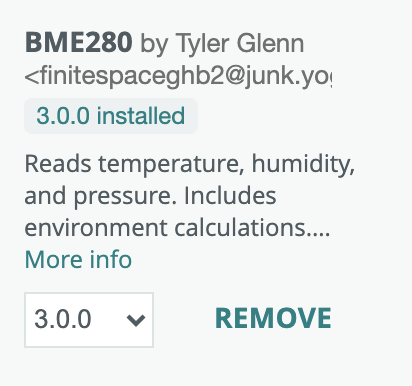 BME280 by Tyler Glenn
<finitespaceghb2@junk.yo
3.0.0 installed
Reads temperature, humidity,
and pressure. Includes
environment calculations....
More info
3.0.0
REMOVE